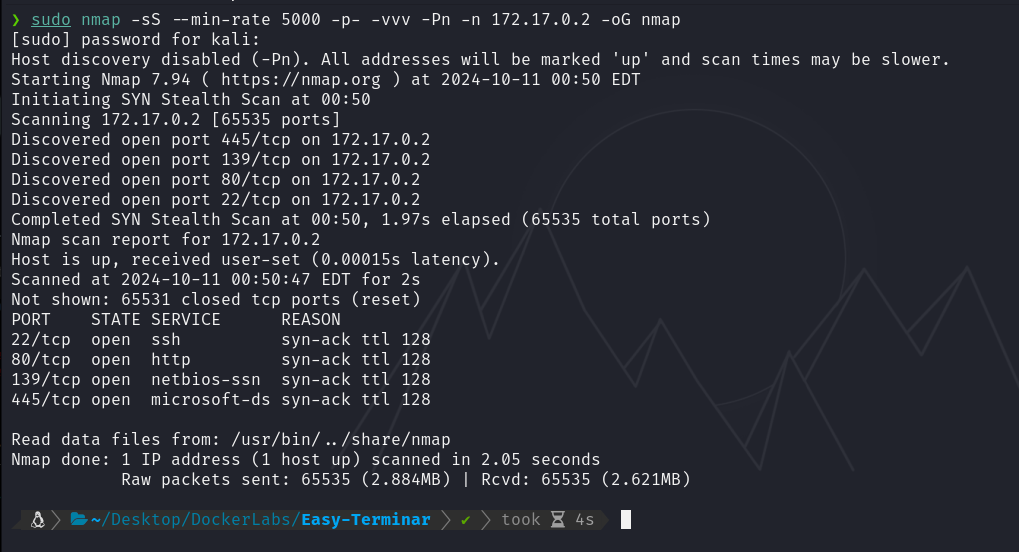 ❯ sudo nmap -sS --min-rate 5000 -p- -vvv -Pn -n 172.17.0.2 -oG nmap
[sudo] password for kali:
Host discovery disabled (-Pn). All addresses will be marked 'up' and scan times may be slower.
Starting Nmap 7.94 ( https://nmap.org ) at 2024-10-11 00:50 EDT
Initiating SYN Stealth Scan at 00:50
Scanning 172.17.0.2 [65535 ports]
Discovered open port 445/tcp on 172.17.0.2
Discovered open port 139/tcp on 172.17.0.2
Discovered open port 80/tcp on 172.17.0.2
Discovered open port 22/tcp on 172.17.0.2
Completed SYN Stealth Scan at 00:50, 1.97s elapsed (65535 total ports)
Nmap scan report for 172.17.0.2
Host is up, received user-set (0.00015s latency).
Scanned at 2024-10-11 00:50:47 EDT for 2s
Not shown: 65531 closed tcp ports (reset)
PORT    STATE SERVICE      REASON
22/tcp  open  ssh          syn-ack ttl 128
80/tcp  open  http         syn-ack ttl 128
139/tcp open  netbios-ssn  syn-ack ttl 128
445/tcp open  microsoft-ds syn-ack ttl 128
Read data files from: /usr/bin/../share/nmap
Nmap done: 1 IP address (1 host up) scanned in 2.05 seconds
           Raw packets sent: 65535 (2.884MB) | Rcvd: 65535 (2.621MB)
~/Desktop/DockerLabs/Easy-Terminar ✔ took 4s